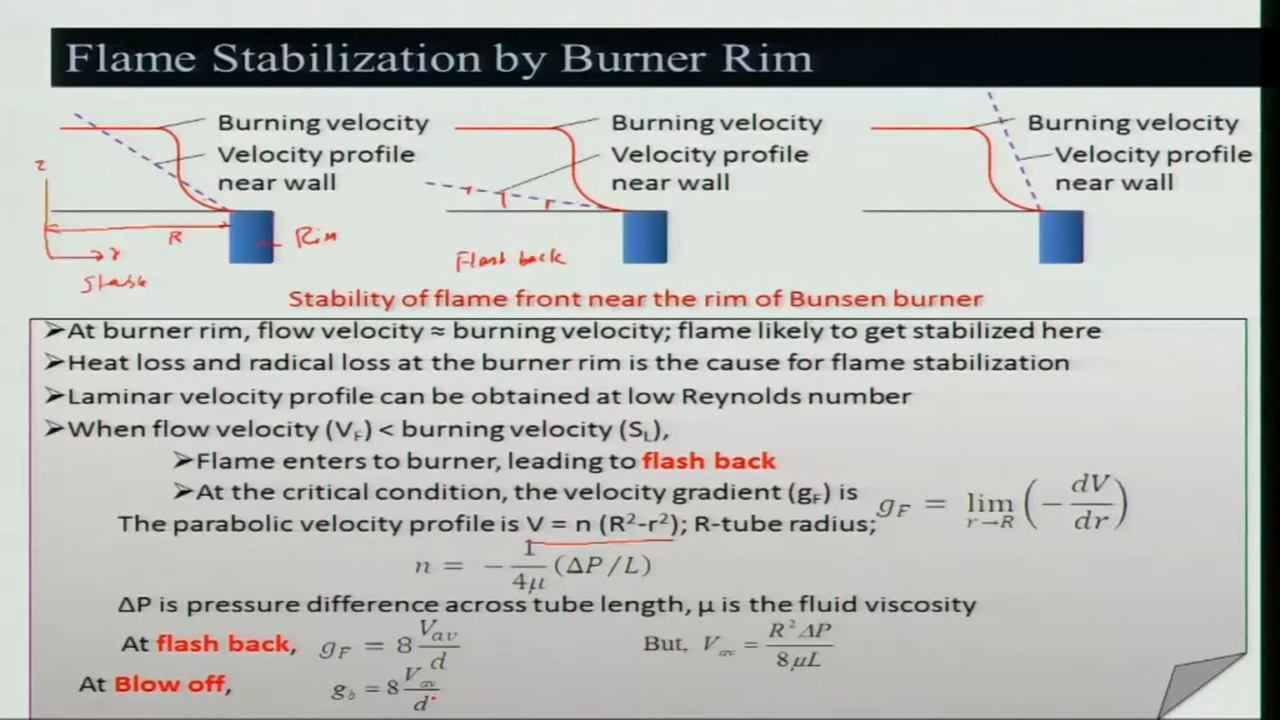 Flame Stabilization by Burner Rim
Burning velocity
Velocity profile
near wall
Burning velocity
Velocity profile
near wall
Burning velocity
Velocity profile
near wall
z
R
r
Rim
Stable
Flash back
Stability of flame front near the rim of Bunsen burner
➢At burner rim, flow velocity ≈ burning velocity; flame likely to get stabilized here
➢Heat loss and radical loss at the burner rim is the cause for flame stabilization
➢Laminar velocity profile can be obtained at low Reynolds number
➢When flow velocity (V_F) < burning velocity (S_L),
➢Flame enters to burner, leading to flash back
➢At the critical condition, the velocity gradient (g_F) is g_F = lim_{r→R} (−dV/dr)
The parabolic velocity profile is V = n (R²-r²); R-tube radius;
n = −1/4μ (ΔP/L)
ΔP is pressure difference across tube length, μ is the fluid viscosity
At flash back, g_F = 8 V_av/d But, V_av = R² ΔP/8μL
At Blow off, g_b = 8 V_av/d